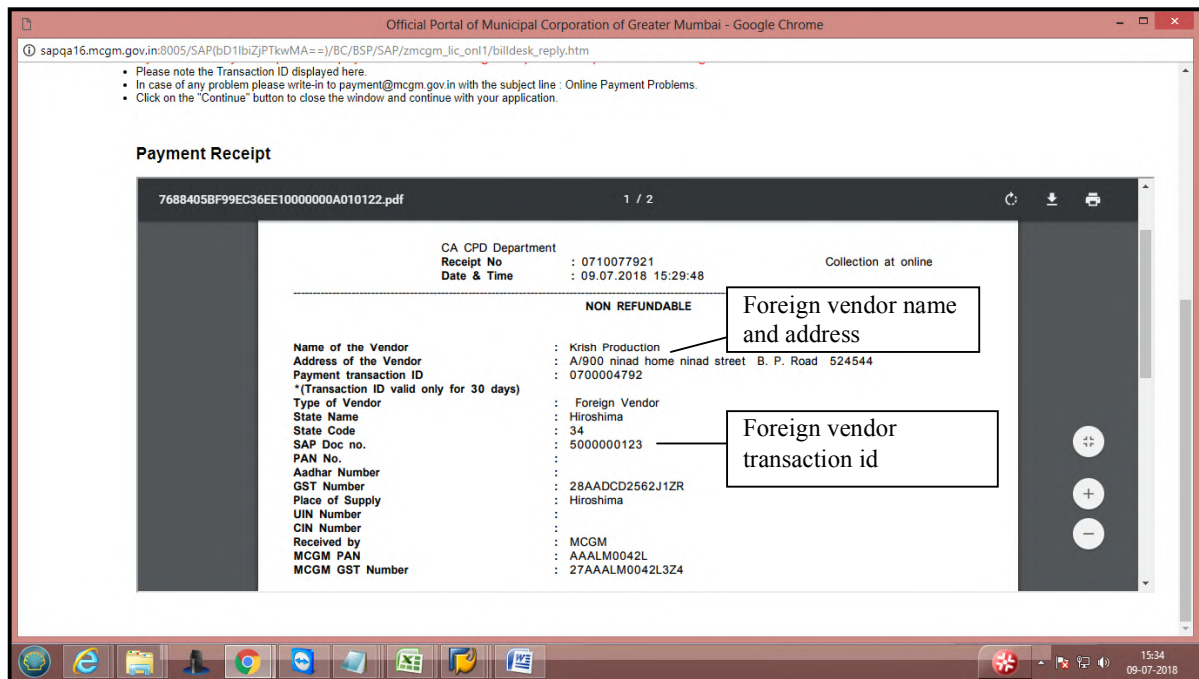 Official Portal of Municipal Corporation of Greater Mumbai - Google Chrome
sapqa16.mcgm.gov.in:8005/SAP(bD1lbiZjPTkwMA==)/BC/BSP/SAP/zmcgm_lic_onl1/billdesk_reply.htm
Please note the Transaction ID displayed here.
In case of any problem please write-in to payment@mcgm.gov.in with the subject line : Online Payment Problems.
Click on the "Continue" button to close the window and continue with your application.
Payment Receipt
7688405BF99EC36EE10000000A010122.pdf 1 / 2
CA CPD Department
Receipt No : 0710077921 Collection at online
Date & Time : 09.07.2018 15:29:48
NON REFUNDABLE
Foreign vendor name
and address
Name of the Vendor : Krish Production
Address of the Vendor : A/900 ninad home ninad street B. P. Road 524544
Payment transaction ID : 0700004792
*(Transaction ID valid only for 30 days)
Type of Vendor : Foreign Vendor
State Name : Hiroshima
State Code : 34
SAP Doc no. : 5000000123
Foreign vendor
transaction id
PAN No. :
Aadhar Number :
GST Number : 28AADCD2562J1ZR
Place of Supply : Hiroshima
UIN Number :
CIN Number :
Received by : MCGM
MCGM PAN : AAALM0042L
MCGM GST Number : 27AAALM0042L3Z4
15:34
09-07-2018